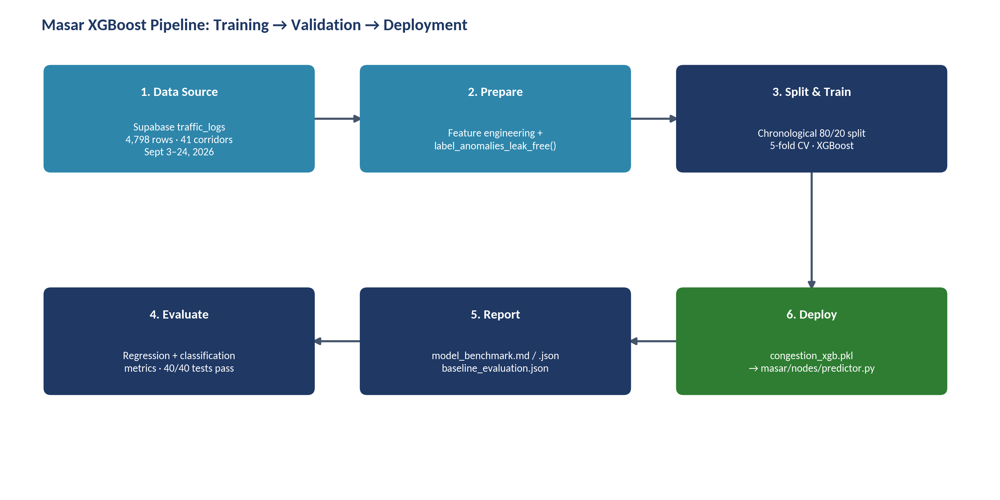 Masar XGBoost Pipeline: Training → Validation → Deployment
1. Data Source
Supabase traffic_logs
4,798 rows · 41 corridors
Sept 3–24, 2026
2. Prepare
Feature engineering +
label_anomalies_leak_free()
3. Split & Train
Chronological 80/20 split
5-fold CV · XGBoost
4. Evaluate
Regression + classification
metrics · 40/40 tests pass
5. Report
model_benchmark.md / .json
baseline_evaluation.json
6. Deploy
congestion_xgb.pkl
→ masar/nodes/predictor.py